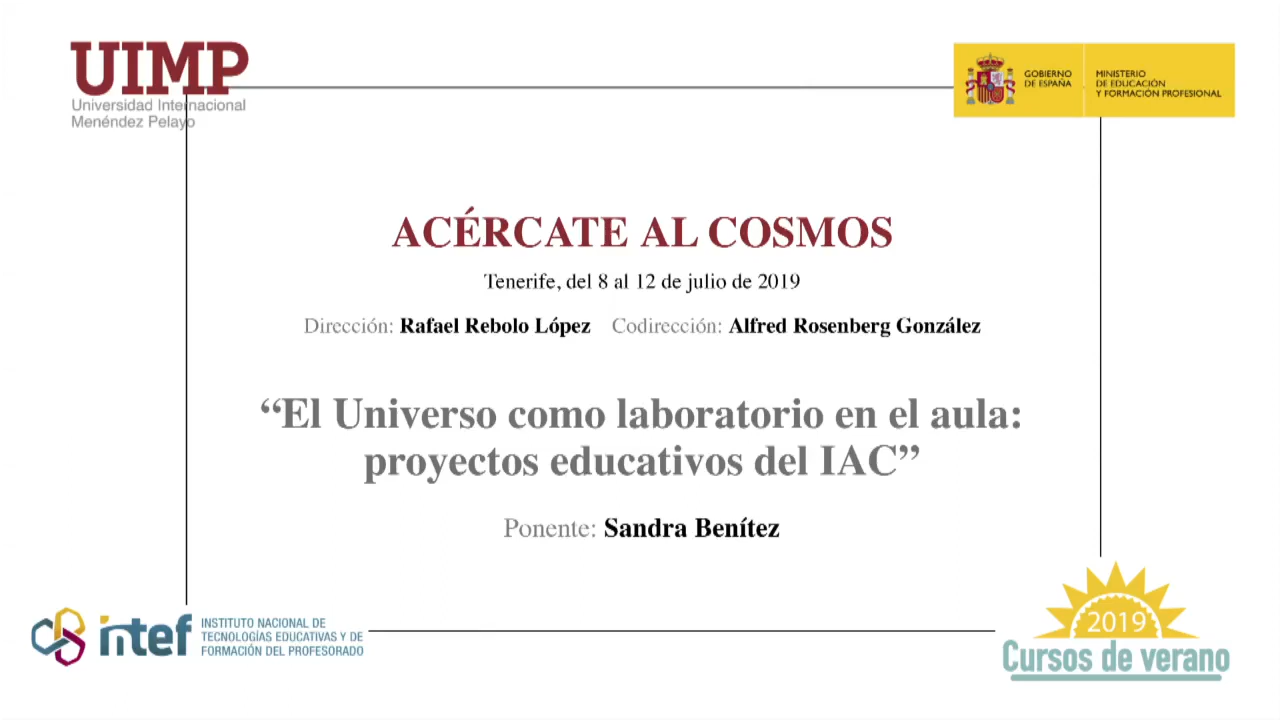 UIMP
Universidad Internacional
Menéndez Pelayo
GOBIERNO
DE ESPAÑA
MINISTERIO
DE EDUCACIÓN
Y FORMACIÓN PROFESIONAL
ACÉRCATE AL COSMOS
Tenerife, del 8 al 12 de julio de 2019
Dirección: Rafael Rebolo López Codirección: Alfred Rosenberg González
“El Universo como laboratorio en el aula:
proyectos educativos del IAC”
Ponente: Sandra Benítez
intef
INSTITUTO NACIONAL DE
TECNOLOGÍAS EDUCATIVAS Y DE
FORMACIÓN DEL PROFESORADO
2019
Cursos de verano